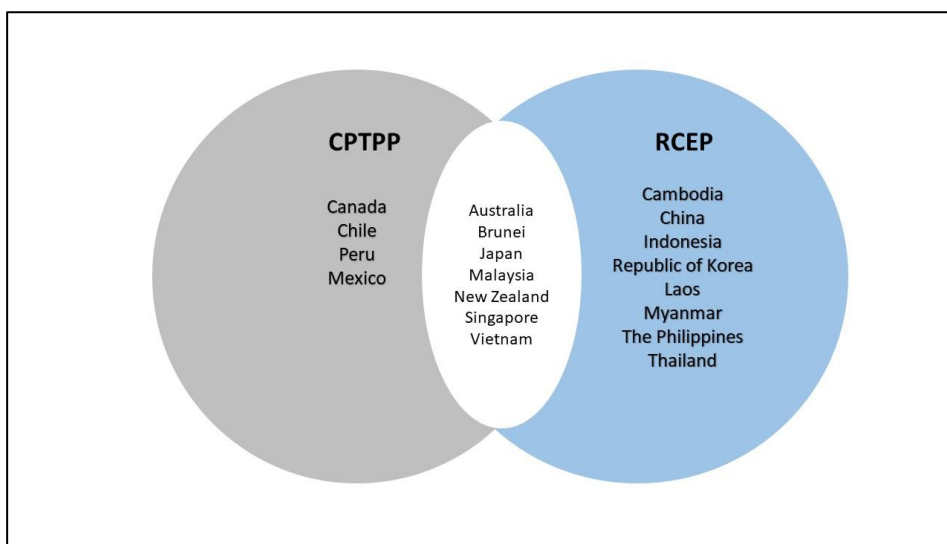 CPTPP
Canada
Chile
Peru
Mexico
Australia
Brunei
Japan
Malaysia
New Zealand
Singapore
Vietnam
RCEP
Cambodia
China
Indonesia
Republic of Korea
Laos
Myanmar
The Philippines
Thailand